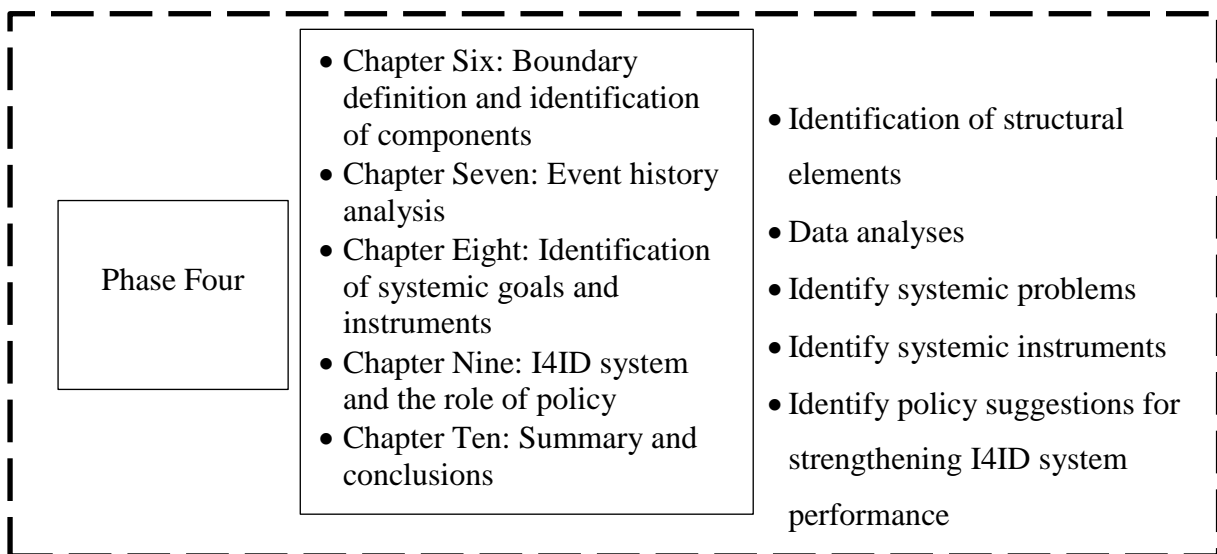 Phase Four
• Chapter Six: Boundary
definition and identification
of components
• Chapter Seven: Event history
analysis
• Chapter Eight: Identification
of systemic goals and
instruments
• Chapter Nine: I4ID system
and the role of policy
• Chapter Ten: Summary and
conclusions
• Identification of structural
elements
• Data analyses
• Identify systemic problems
• Identify systemic instruments
• Identify policy suggestions for
strengthening I4ID system
performance